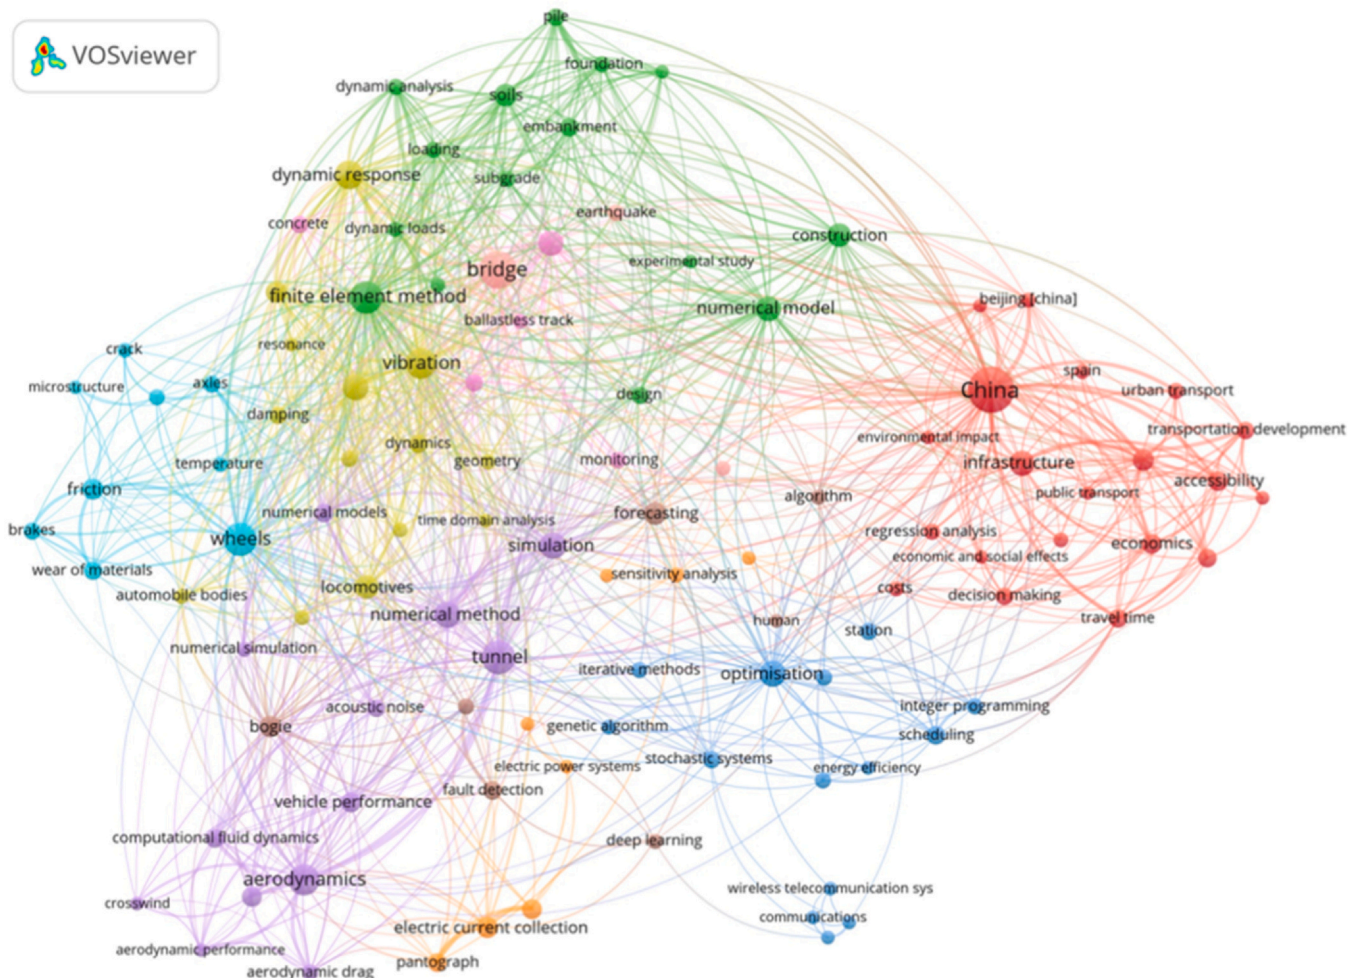 VOSviewer
pile
foundation
dynamic analysis
soils
embankment
loading
dynamic response
subgrade
earthquake
concrete
dynamic loads
construction
experimental study
bridge
finite element method
beijing [china]
numerical model
ballastless track
resonance
crack
vibration
spain
microstructure
axles
China
urban transport
design
damping
transportation development
environmental impact
dynamics
geometry
monitoring
temperature
infrastructure
accessibility
friction
public transport
algorithm
numerical models
forecasting
time domain analysis
brakes
regression analysis
wheels
simulation
economics
economic and social effects
wear of materials
sensitivity analysis
locomotives
costs
automobile bodies
decision making
numerical method
human
travel time
station
numerical simulation
tunnel
iterative methods
optimisation
acoustic noise
integer programming
bogie
genetic algorithm
scheduling
stochastic systems
electric power systems
energy efficiency
fault detection
vehicle performance
computational fluid dynamics
deep learning
aerodynamics
wireless telecommunication sys
crosswind
communications
electric current collection
aerodynamic performance
pantograph
aerodynamic drag